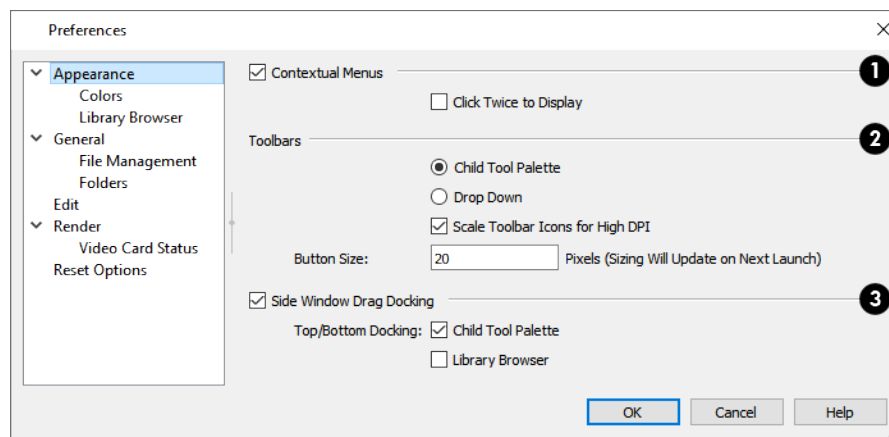 Preferences
Appearance
Colors
Library Browser
General
File Management
Folders
Edit
Render
Video Card Status
Reset Options
Contextual Menus 1
Click Twice to Display
Toolbars 2
Child Tool Palette
Drop Down
Scale Toolbar Icons for High DPI
Button Size: 20 Pixels (Sizing Will Update on Next Launch)
Side Window Drag Docking 3
Top/Bottom Docking: Child Tool Palette
Library Browser
OK Cancel Help